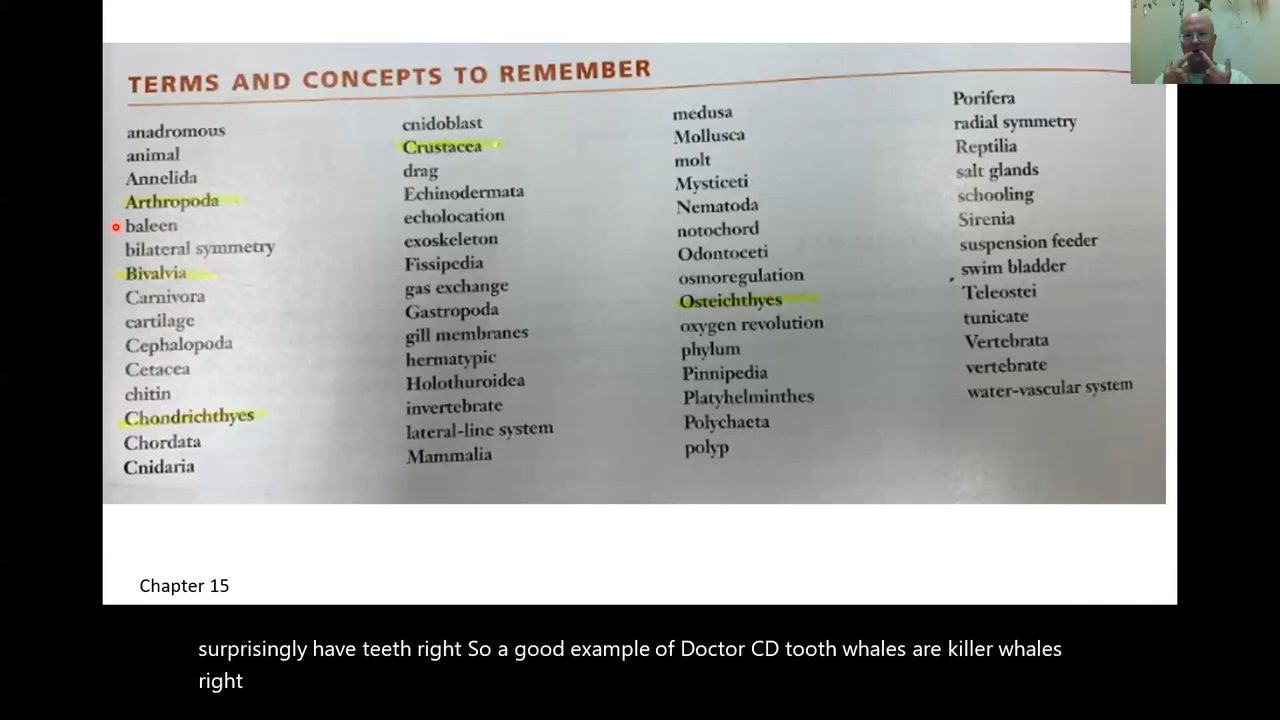 TERMS AND CONCEPTS TO REMEMBER
anadromous
animal
Annelida
Arthropoda
baleen
bilateral symmetry
Bivalvia
Carnivora
cartilage
Cephalopoda
Cetacea
chitin
Chondrichthyes
Chordata
Cnidaria
cnidoblast
Crustacea
drag
Echinodermata
echolocation
exoskeleton
Fissipedia
gas exchange
Gastropoda
gill membranes
hermatypic
Holothuroidea
invertebrate
lateral-line system
Mammalia
medusa
Mollusca
molt
Mysticeti
Nematoda
notochord
Odontoceti
osmoregulation
Osteichthyes
oxygen revolution
phylum
Pinnipedia
Platyhelminthes
Polychaeta
polyp
Porifera
radial symmetry
Reptilia
salt glands
schooling
Sirenia
suspension feeder
swim bladder
Teleostei
tunicate
Vertebrata
vertebrate
water-vascular system
Chapter 15
surprisingly have teeth right So a good example of Doctor CD tooth whales are killer whales
right